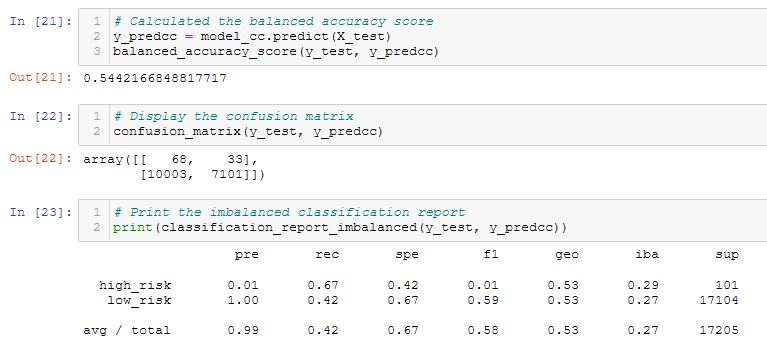 In [21]: 1 # Calculated the balanced accuracy score
2 y_predcc = model_cc.predict(X_test)
3 balanced_accuracy_score(y_test, y_predcc)
Out[21]: 0.5442166848817717
In [22]: 1 # Display the confusion matrix
2 confusion_matrix(y_test, y_predcc)
Out[22]: array([[   68,    33],
[10003,  7101]])
In [23]: 1 # Print the imbalanced classification report
2 print(classification_report_imbalanced(y_test, y_predcc))
pre rec spe f1 geo iba sup
high_risk 0.01 0.67 0.42 0.01 0.53 0.29 101
low_risk 1.00 0.42 0.67 0.59 0.53 0.27 17104
avg / total 0.99 0.42 0.67 0.58 0.53 0.27 17205